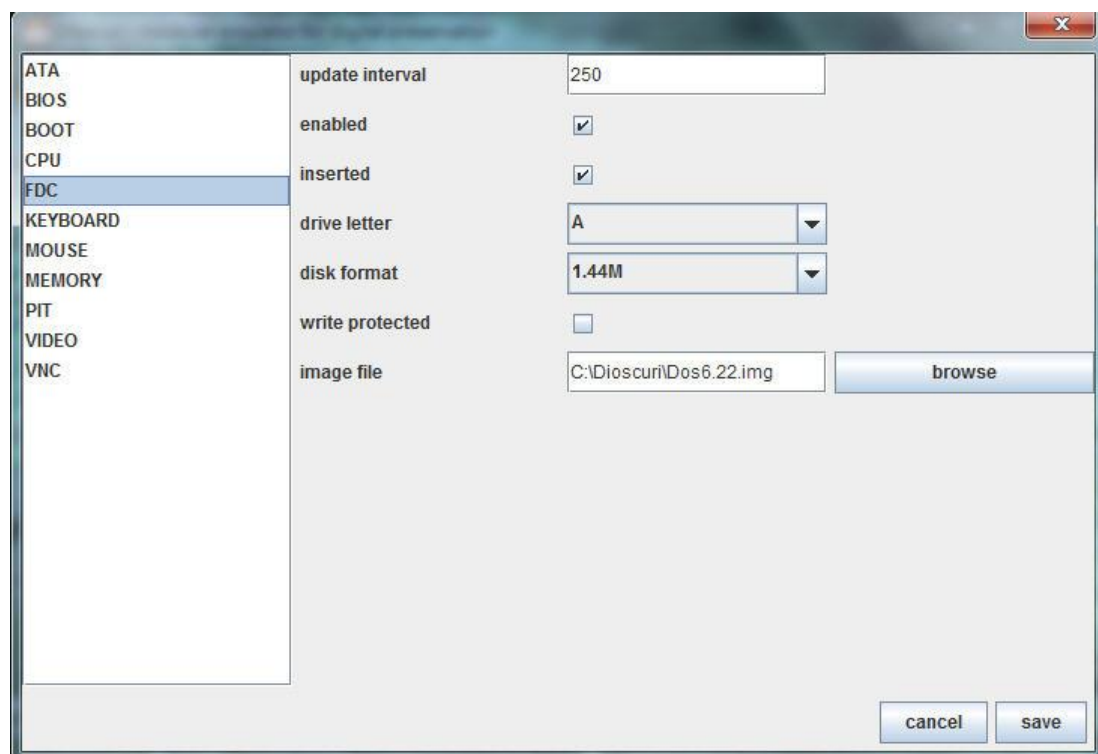 ATA
BIOS
BOOT
CPU
FDC
KEYBOARD
MOUSE
MEMORY
PIT
VIDEO
VNC
update interval 250
enabled
inserted
drive letter A
disk format 1.44M
write protected
image file C:\Dioscuri\Dos6.22.img browse
cancel save